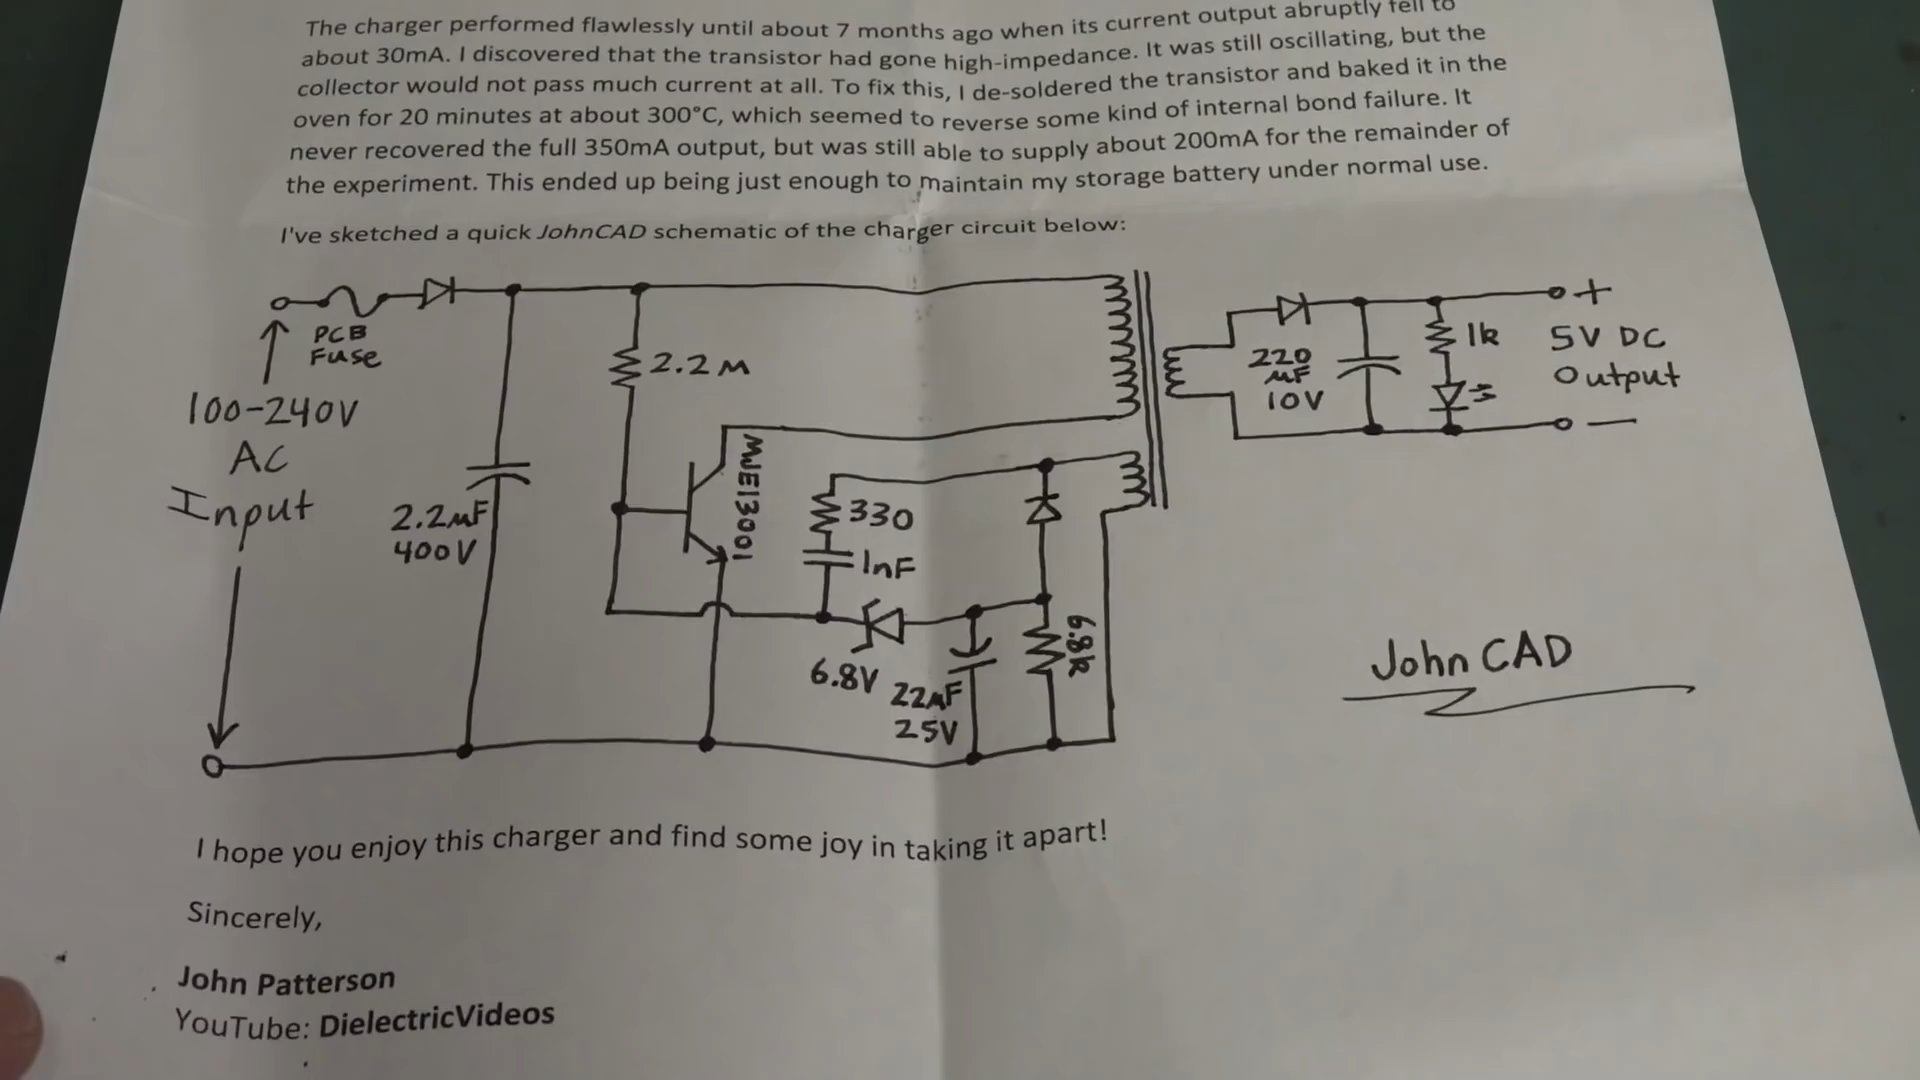 The charger performed flawlessly until about 7 months ago when its current output abruptly fell to
about 30mA. I discovered that the transistor had gone high-impedance. It was still oscillating, but the
collector would not pass much current at all. To fix this, I de-soldered the transistor and baked it in the
oven for 20 minutes at about 300°C, which seemed to reverse some kind of internal bond failure. It
never recovered the full 350mA output, but was still able to supply about 200mA for the remainder of
the experiment. This ended up being just enough to maintain my storage battery under normal use.
I've sketched a quick JohnCAD schematic of the charger circuit below:
PCB
Fuse
100-240V
AC
Input
2.2µF
400V
2.2M
MJE13001
330
1nF
6.8V
22µF
25V
6.8k
220
µF
10V
1k
+
5V DC
Output
—
JohnCAD
I hope you enjoy this charger and find some joy in taking it apart!
Sincerely,
John Patterson
YouTube: DielectricVideos